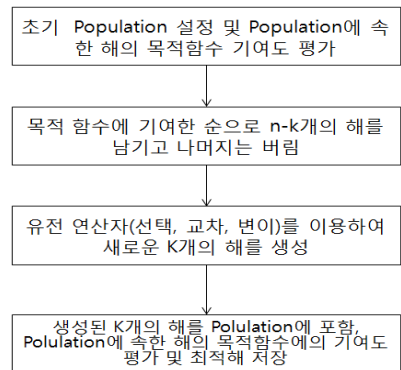 초기 Population 설정 및 Population에 속
한 해의 목적함수 기여도 평가
목적 함수에 기여한 순으로 n-k개의 해를
남기고 나머지는 버림
유전 연산자(선택, 교차, 변이)를 이용하여
새로운 K개의 해를 생성
생성된 K개의 해를 Polulation에 포함,
Polulation에 속한 해의 목적함수에의 기여도
평가 및 최적해 저장